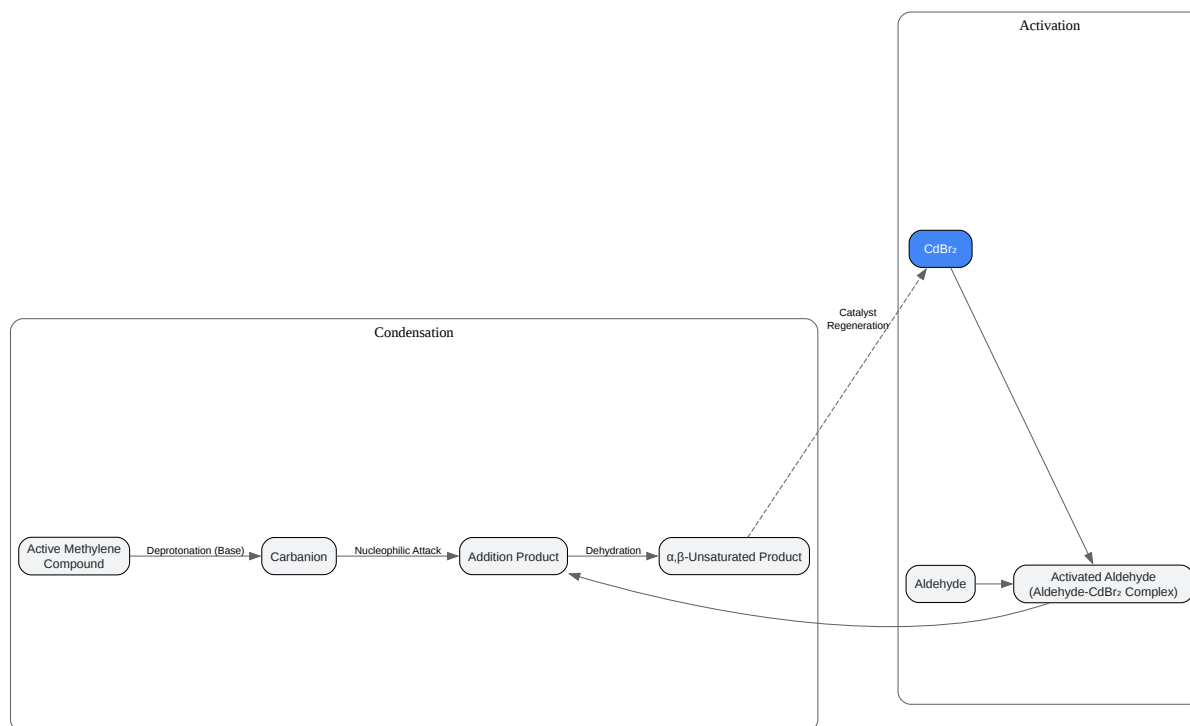 Activation
CdBr₂
Catalyst
Regeneration
Condensation
Active Methylene
Compound
Deprotonation (Base)
Carbanion
Nucleophilic Attack
Addition Product
Dehydration
α,β-Unsaturated Product
Aldehyde
Activated Aldehyde
(Aldehyde-CdBr₂ Complex)